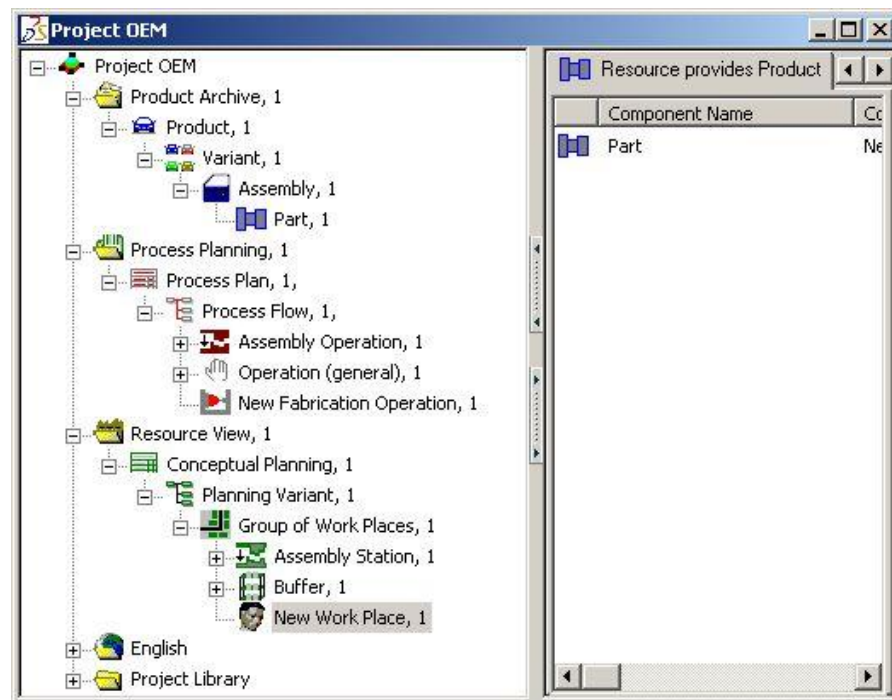 Project OEM
Project OEM
Product Archive, 1
Product, 1
Variant, 1
Assembly, 1
Part, 1
Process Planning, 1
Process Plan, 1,
Process Flow, 1,
Assembly Operation, 1
Operation (general), 1
New Fabrication Operation, 1
Resource View, 1
Conceptual Planning, 1
Planning Variant, 1
Group of Work Places, 1
Assembly Station, 1
Buffer, 1
New Work Place, 1
English
Project Library
Resource provides Product
Component Name
Part
Ne